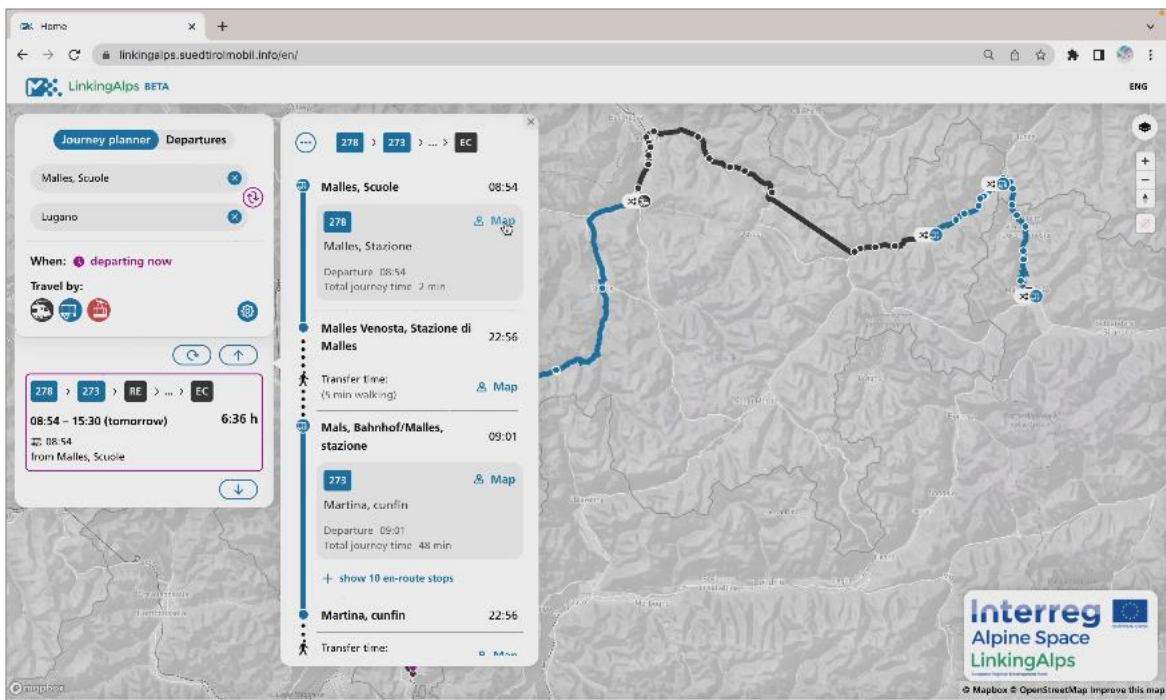 Home
linkingalps.suedtirolmobil.info/en/
LinkingAlps BETA
ENG
Journey planner Departures
Malles, Scuole
Lugano
When: departing now
Travel by:
278 > 273 > RE > ... > EC
08:54 – 15:30 (tomorrow) 6:36 h
08:54
from Malles, Scuole
278 > 273 > ... > EC
Malles, Scuole 08:54
278 Map
Malles, Stazione
Departure 08:54
Total journey time 2 min
Malles Venosta, Stazione di
Malles 22:56
Transfer time:
(5 min walking) Map
Mals, Bahnhof/Malles,
stazione 09:01
273 Map
Martina, cunfin
Departure 09:01
Total journey time 48 min
+ show 10 en-route stops
Martina, cunfin 22:56
Transfer time:
Map
Interreg
Alpine Space
LinkingAlps
mapbox
© Mapbox © OpenStreetMap Improve this map